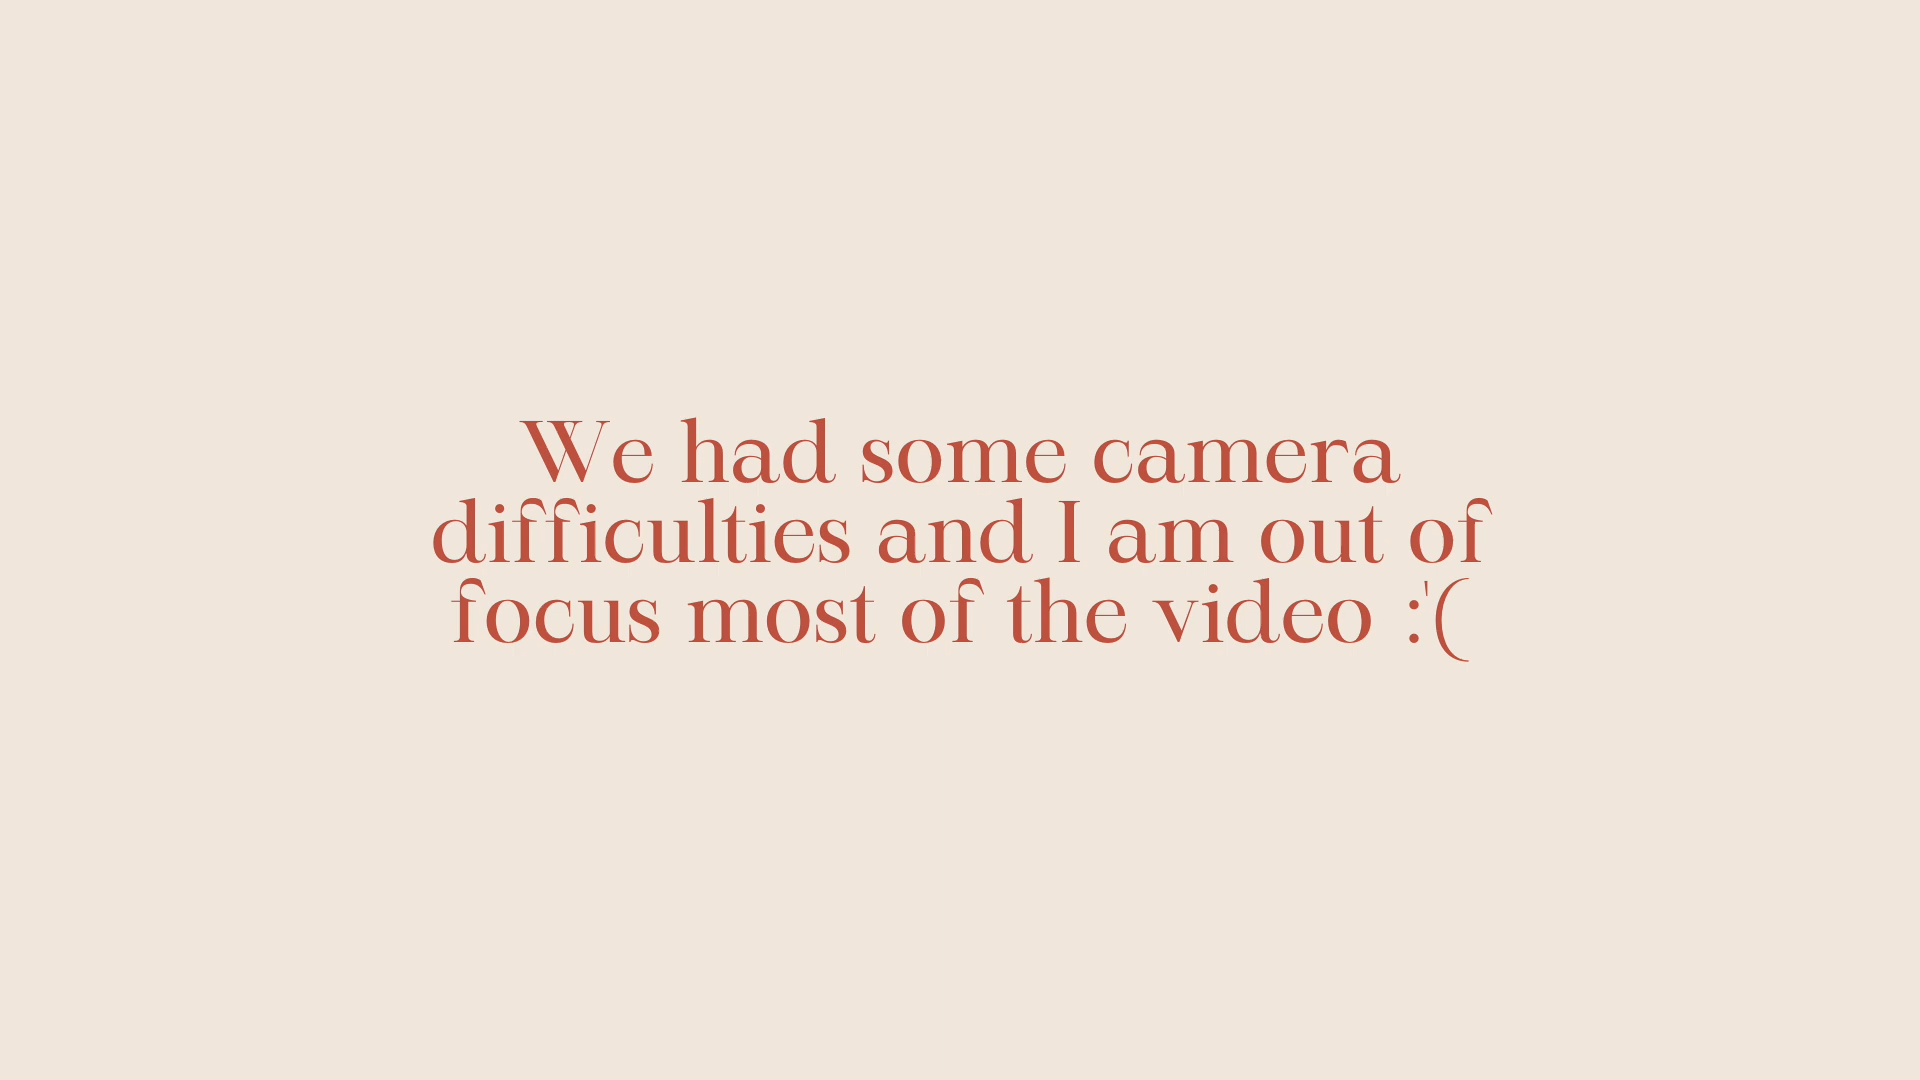 We had some camera
difficulties and I am out of
focus most of the video :'(